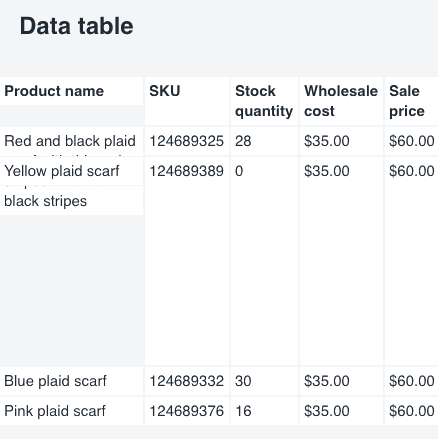 Data table
Product name SKU Stock quantity Wholesale cost Sale price
Red and black plaid 124689325 28 $35.00 $60.00
Yellow plaid scarf 124689389 0 $35.00 $60.00
black stripes
Blue plaid scarf 124689332 30 $35.00 $60.00
Pink plaid scarf 124689376 16 $35.00 $60.00